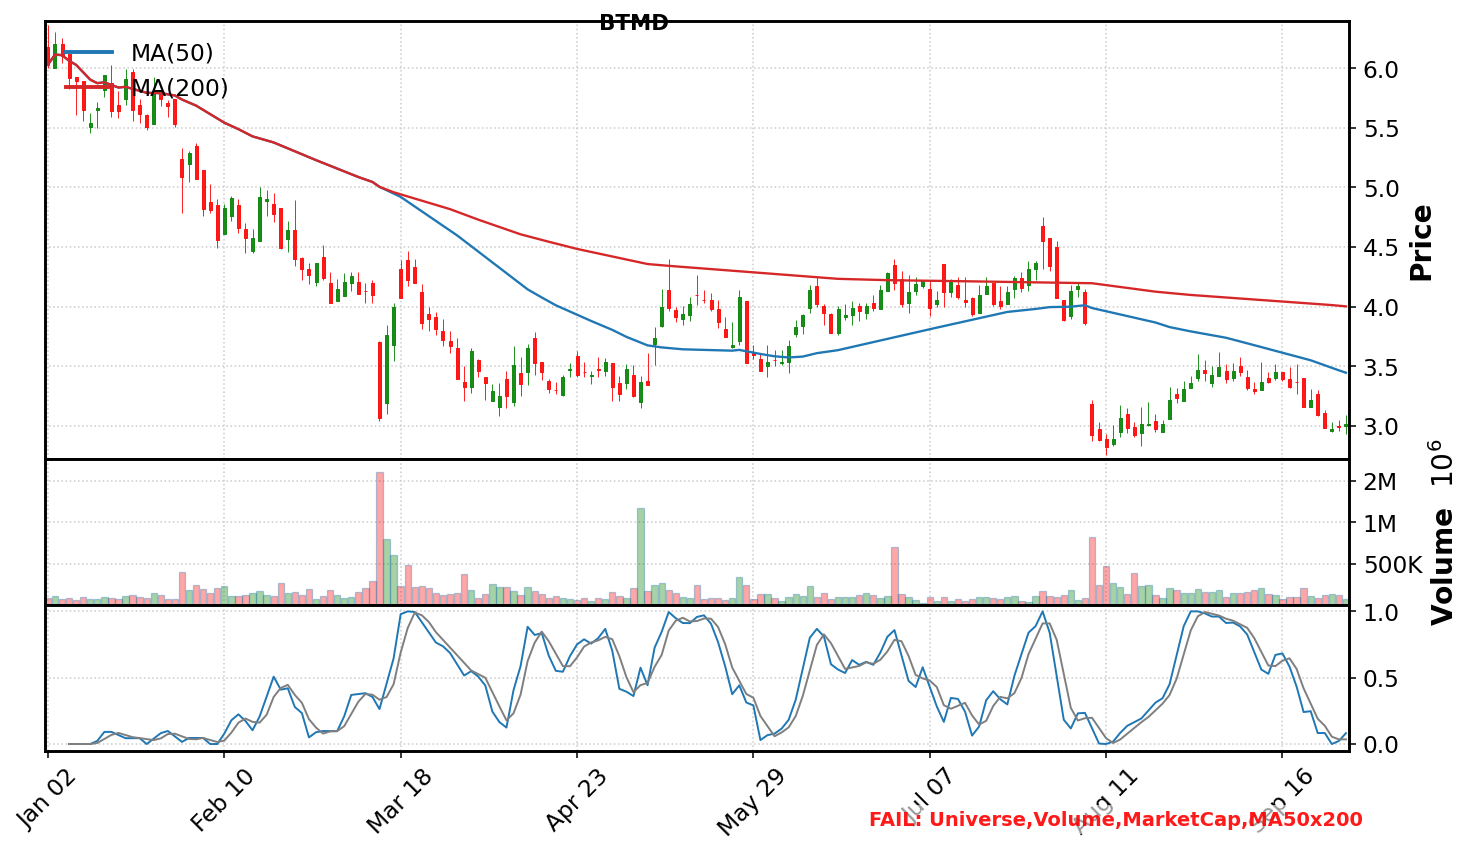 BTMD
MA(50)
MA(200)
6.0
5.5
5.0
4.5
4.0
3.5
3.0
Price
2M
1M
500K
Volume 10⁶
1.0
0.5
0.0
Jan 02
Feb 10
Mar 18
Apr 23
May 29
Jul 07
Aug 11
Sep 16
FAIL: Universe,Volume,MarketCap,MA50x200